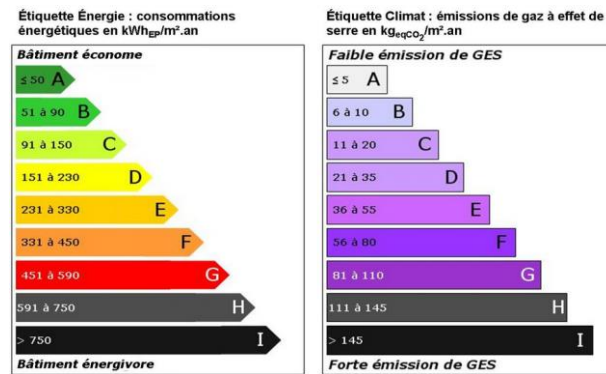 Étiquette Énergie : consommations
énergétiques en kWhEP/m².an
Bâtiment économe
≤ 50 A
51 à 90 B
91 à 150 C
151 à 230 D
231 à 330 E
331 à 450 F
451 à 590 G
591 à 750 H
> 750 I
Bâtiment énergivore
Étiquette Climat : émissions de gaz à effet de
serre en kgeqCO2/m².an
Faible émission de GES
≤ 5 A
6 à 10 B
11 à 20 C
21 à 35 D
36 à 55 E
56 à 80 F
81 à 110 G
111 à 145 H
> 145 I
Forte émission de GES